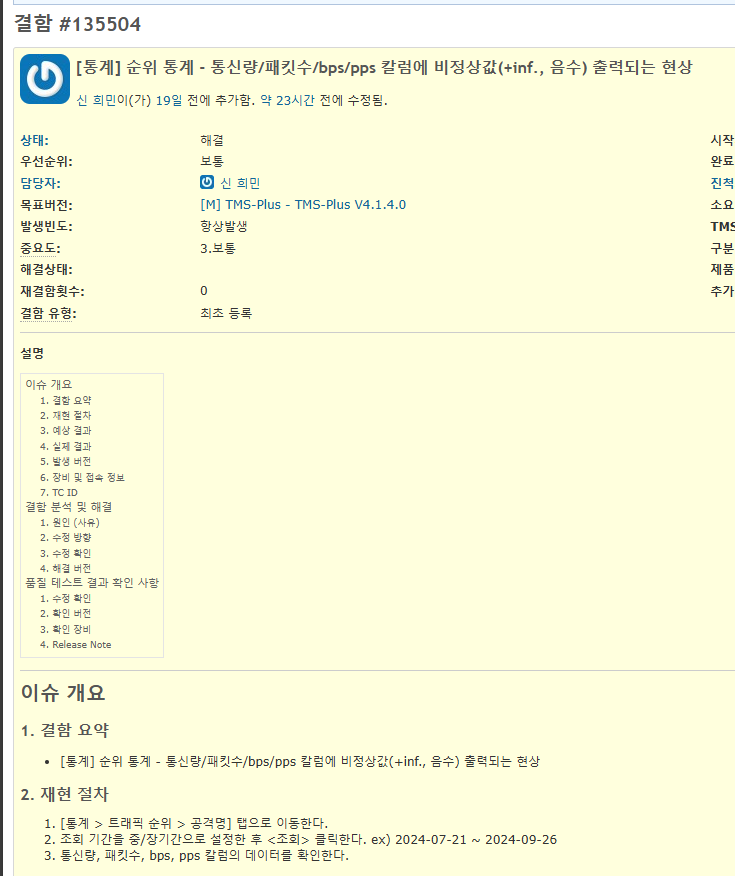 결함 #135504
[통계] 순위 통계 - 통신량/패킷수/bps/pps 칼럼에 비정상값(+inf., 음수) 출력되는 현상
신 희민이(가) 19일 전에 추가함. 약 23시간 전에 수정됨.
상태: 해결 시작
우선순위: 보통 완료
담당자: 신 희민 진척
목표버전: [M] TMS-Plus - TMS-Plus V4.1.4.0 소요
발생빈도: 항상발생 TMS
중요도: 3.보통 구분
해결상태: 제품
재결함횟수: 0 추가
결함 유형: 최초 등록
설명
이슈 개요
1. 결함 요약
2. 재현 절차
3. 예상 결과
4. 실제 결과
5. 발생 버전
6. 장비 및 접속 정보
7. TC ID
결함 분석 및 해결
1. 원인 (사유)
2. 수정 방향
3. 수정 확인
4. 해결 버전
품질 테스트 결과 확인 사항
1. 수정 확인
2. 확인 버전
3. 확인 장비
4. Release Note
이슈 개요
1. 결함 요약
• [통계] 순위 통계 - 통신량/패킷수/bps/pps 칼럼에 비정상값(+inf., 음수) 출력되는 현상
2. 재현 절차
1. [통계 > 트래픽 순위 > 공격명] 탭으로 이동한다.
2. 조회 기간을 중/장기간으로 설정한 후 <조회> 클릭한다. ex) 2024-07-21 ~ 2024-09-26
3. 통신량, 패킷수, bps, pps 칼럼의 데이터를 확인한다.